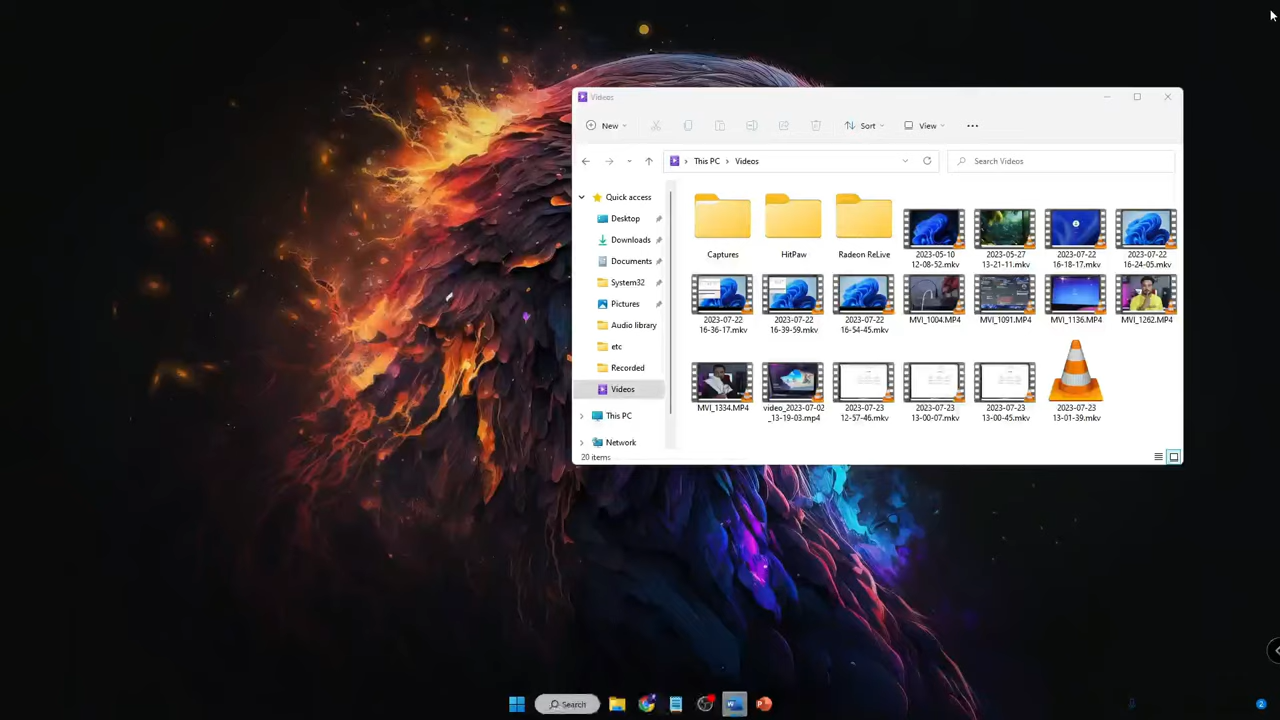 Videos
New
Sort
View
This PC
Videos
Search Videos
Quick access
Desktop
Downloads
Documents
System32
Pictures
Audio library
etc
Recorded
Videos
This PC
Network
Captures
HitPaw
Radeon ReLive
2023-05-10
12-08-52.mkv
2023-05-27
13-21-11.mkv
2023-07-22
16-18-17.mkv
2023-07-22
16-24-05.mkv
2023-07-22
16-36-17.mkv
2023-07-22
16-39-59.mkv
2023-07-22
16-54-45.mkv
MVI_1004.MP4
MVI_1091.MP4
MVI_1136.MP4
MVI_1262.MP4
MVI_1334.MP4
video_2023-07-02
_13-19-03.mp4
2023-07-23
12-57-46.mkv
2023-07-23
13-00-07.mkv
2023-07-23
13-00-45.mkv
2023-07-23
13-01-39.mkv
20 items
Search
2